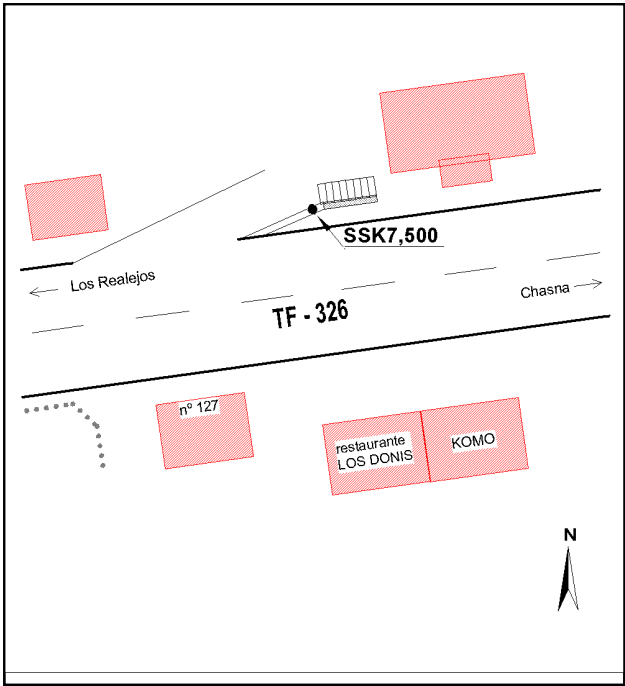 SSK7,500
Los Realejos
Chasna
TF - 326
nº 127
restaurante
LOS DONIS
KOMO
N